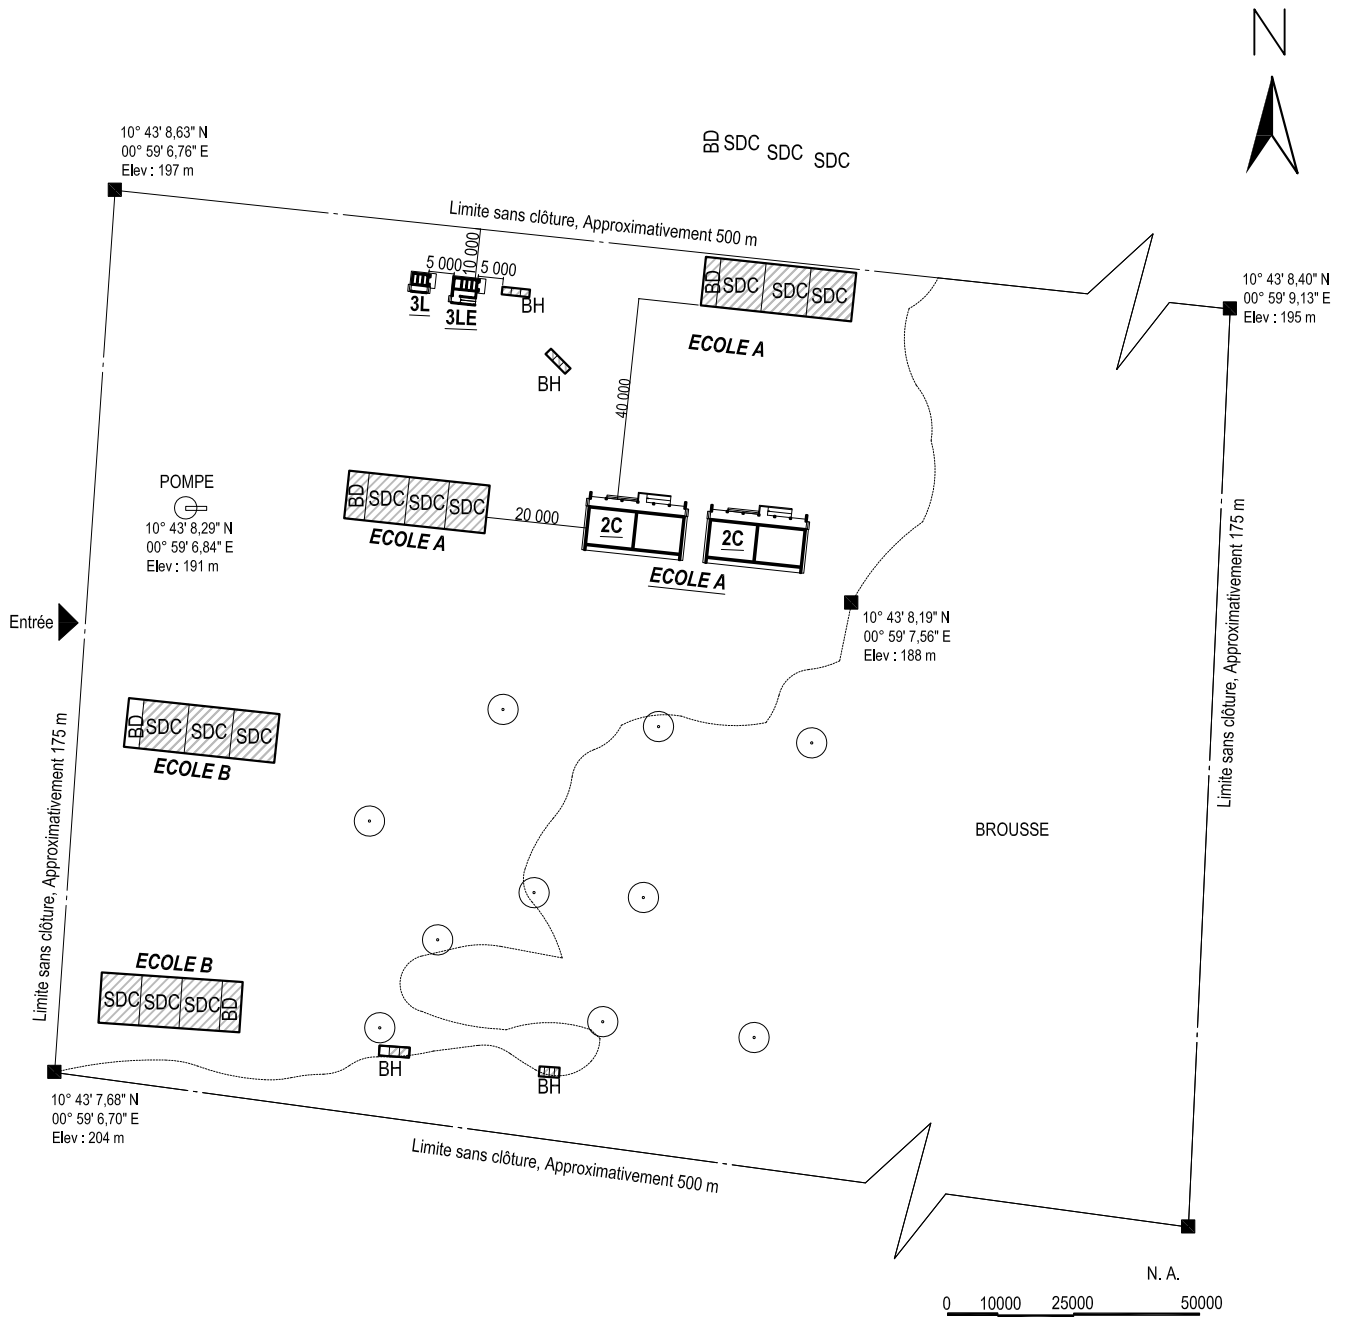 N
10° 43' 8,63" N
00° 59' 6,76" E
Elev : 197 m
BD SDC SDC SDC
Limite sans clôture, Approximativement 500 m
10° 43' 8,40" N
00° 59' 9,13" E
Elev : 195 m
10 000
5 000
5 000
3L
3LE
BH
BD SDC SDC SDC
ECOLE A
BH
40 000
POMPE
10° 43' 8,29" N
00° 59' 6,84" E
Elev : 191 m
BD SDC SDC SDC
ECOLE A
20 000
2C
2C
ECOLE A
Limite sans clôture, Approximativement 175 m
Entrée
10° 43' 8,19" N
00° 59' 7,56" E
Elev : 188 m
BD SDC SDC SDC
ECOLE B
Limite sans clôture, Approximativement 175 m
BROUSSE
ECOLE B
SDC SDC SDC BD
BH
BH
10° 43' 7,68" N
00° 59' 6,70" E
Elev : 204 m
Limite sans clôture, Approximativement 500 m
N. A.
0 10000 25000 50000